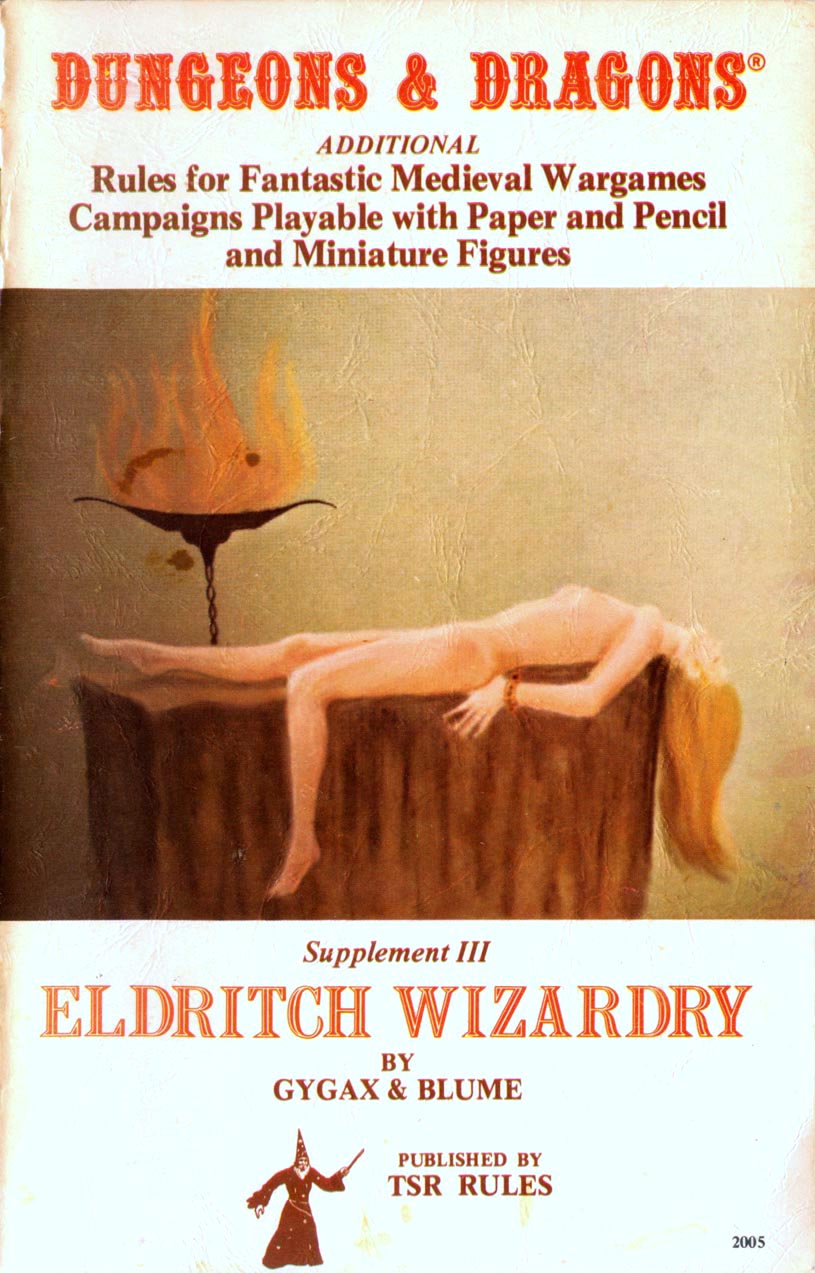 DUNGEONS & DRAGONS®
ADDITIONAL
Rules for Fantastic Medieval Wargames
Campaigns Playable with Paper and Pencil
and Miniature Figures
Supplement III
ELDRITCH WIZARDRY
BY
GYGAX & BLUME
PUBLISHED BY
TSR RULES
2005